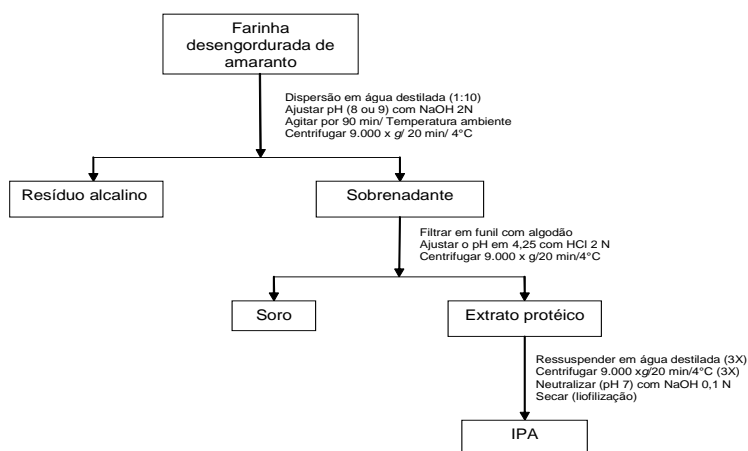 Farinha
desengordurada de
amaranto
Dispersão em água destilada (1:10)
Ajustar pH (8 ou 9) com NaOH 2N
Agitar por 90 min/ Temperatura ambiente
Centrifugar 9.000 x g/ 20 min/ 4°C
Resíduo alcalino
Sobrenadante
Filtrar em funil com algodão
Ajustar o pH em 4,25 com HCl 2 N
Centrifugar 9.000 x g/20 min/4°C
Soro
Extrato protéico
Ressuspender em água destilada (3X)
Centrifugar 9.000 xg/20 min/4°C (3X)
Neutralizar (pH 7) com NaOH 0,1 N
Secar (liofilização)
IPA